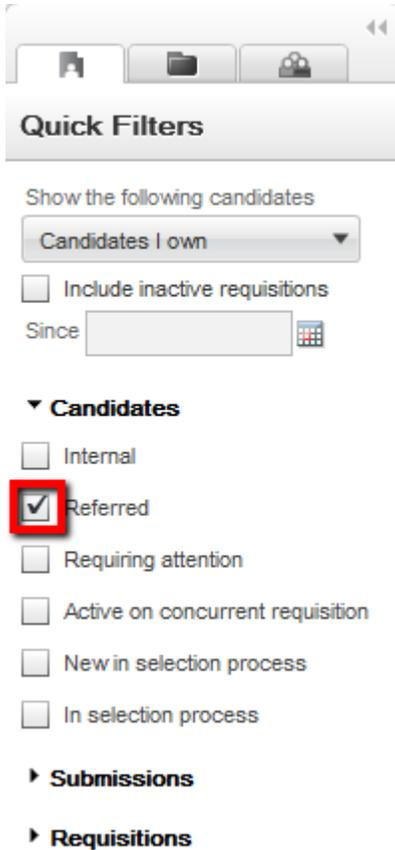 Quick Filters
Show the following candidates
Candidates I own
Include inactive requisitions
Since
Candidates
Internal
Referred
Requiring attention
Active on concurrent requisition
New in selection process
In selection process
Submissions
Requisitions